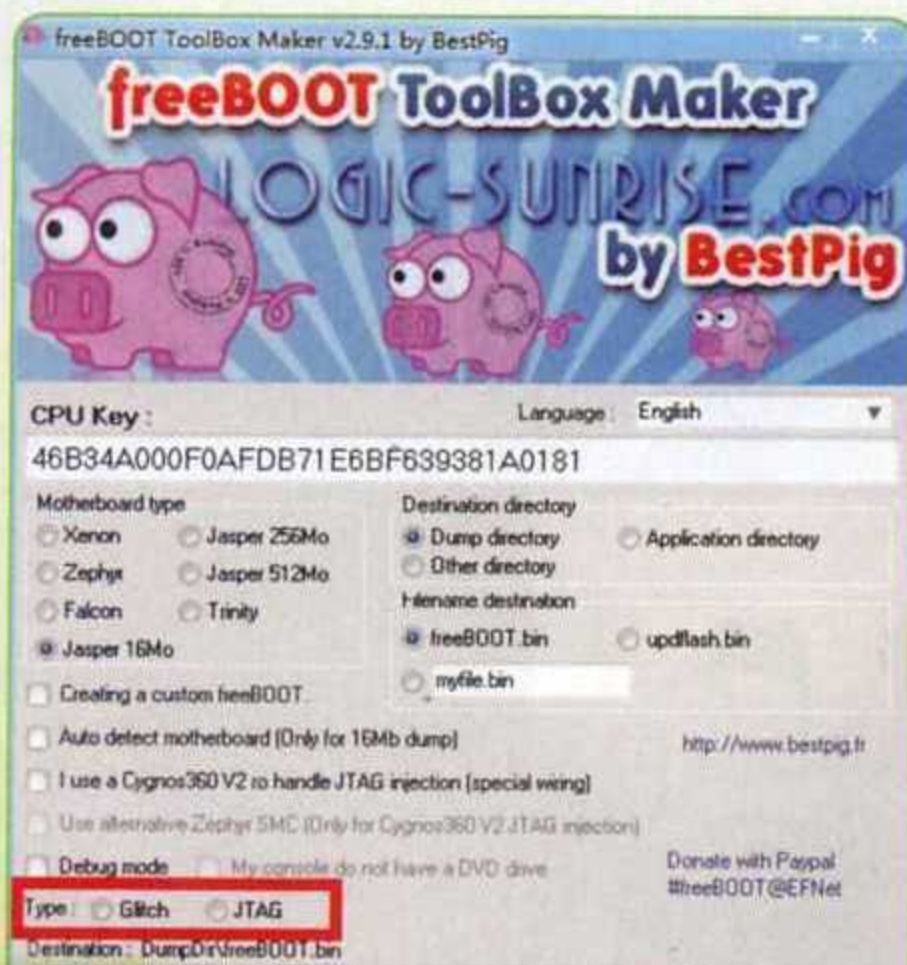 freeBOOT ToolBox Maker v2.9.1 by BestPig
freeBOOT ToolBox Maker
LOGIC-SUNRISE.COM
by BestPig
CPU Key :
Language : English
46B34A000F0AFDB71E6BF639381A0181
Motherboard type
Xenon
Jasper 256Mo
Zephyr
Jasper 512Mo
Falcon
Trinity
Jasper 16Mo
Destination directory
Dump directory
Application directory
Other directory
Filename destination
freeBOOT.bin
updflash.bin
myfile.bin
Creating a custom freeBOOT
Auto detect motherboard (Only for 16Mb dump)
http://www.bestpig.fr
I use a Cygnos360 V2 ro handle JTAG injection (special wiring)
Use alternative Zephyr SMC (Only for Cygnos360 V2 JTAG injection)
Debug mode
My console do not have a DVD drive
Donate with Paypal
#freeBOOT@EFNet
Type : Glitch JTAG
Destination : DumpDir\freeBOOT.bin